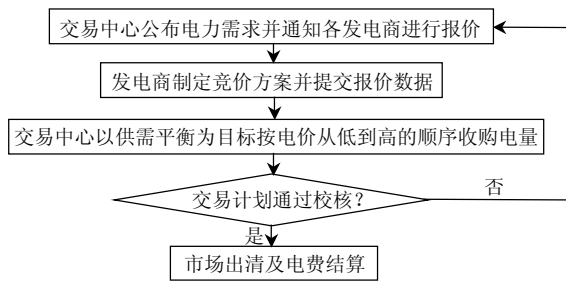 交易中心公布电力需求并通知各发电商进行报价
发电商制定竞价方案并提交报价数据
交易中心以供需平衡为目标按电价从低到高的顺序收购电量
交易计划通过校核？
否
是
市场出清及电费结算